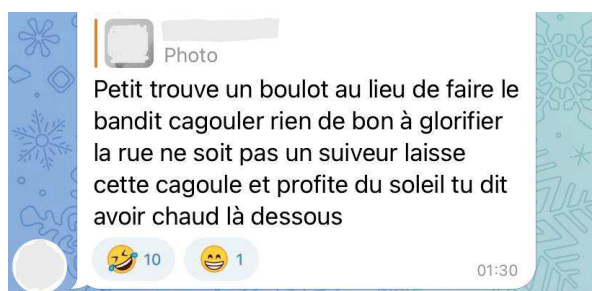 Photo
Petit trouve un boulot au lieu de faire le
bandit cagouler rien de bon à glorifier
la rue ne soit pas un suiveur laisse
cette cagoule et profite du soleil tu dit
avoir chaud là dessous
10
1
01:30